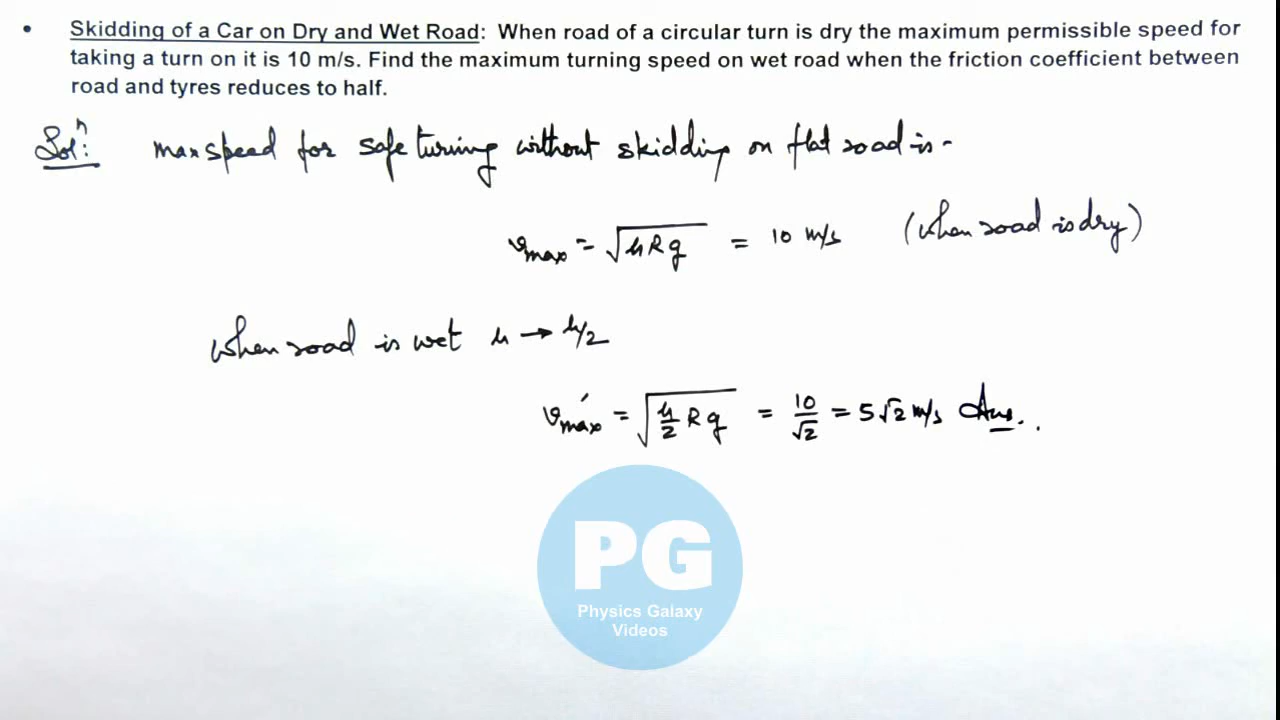 • Skidding of a Car on Dry and Wet Road: When road of a circular turn is dry the maximum permissible speed for
taking a turn on it is 10 m/s. Find the maximum turning speed on wet road when the friction coefficient between
road and tyres reduces to half.
Solⁿ: max speed for safe turning without skidding on flat road is -
v_max = √(μRg) = 10 m/s (when road is dry)
when road is wet μ → μ/2
v'_max = √(μ/2 Rg) = 10/√2 = 5√2 m/s Ans..
PG
Physics Galaxy
Videos